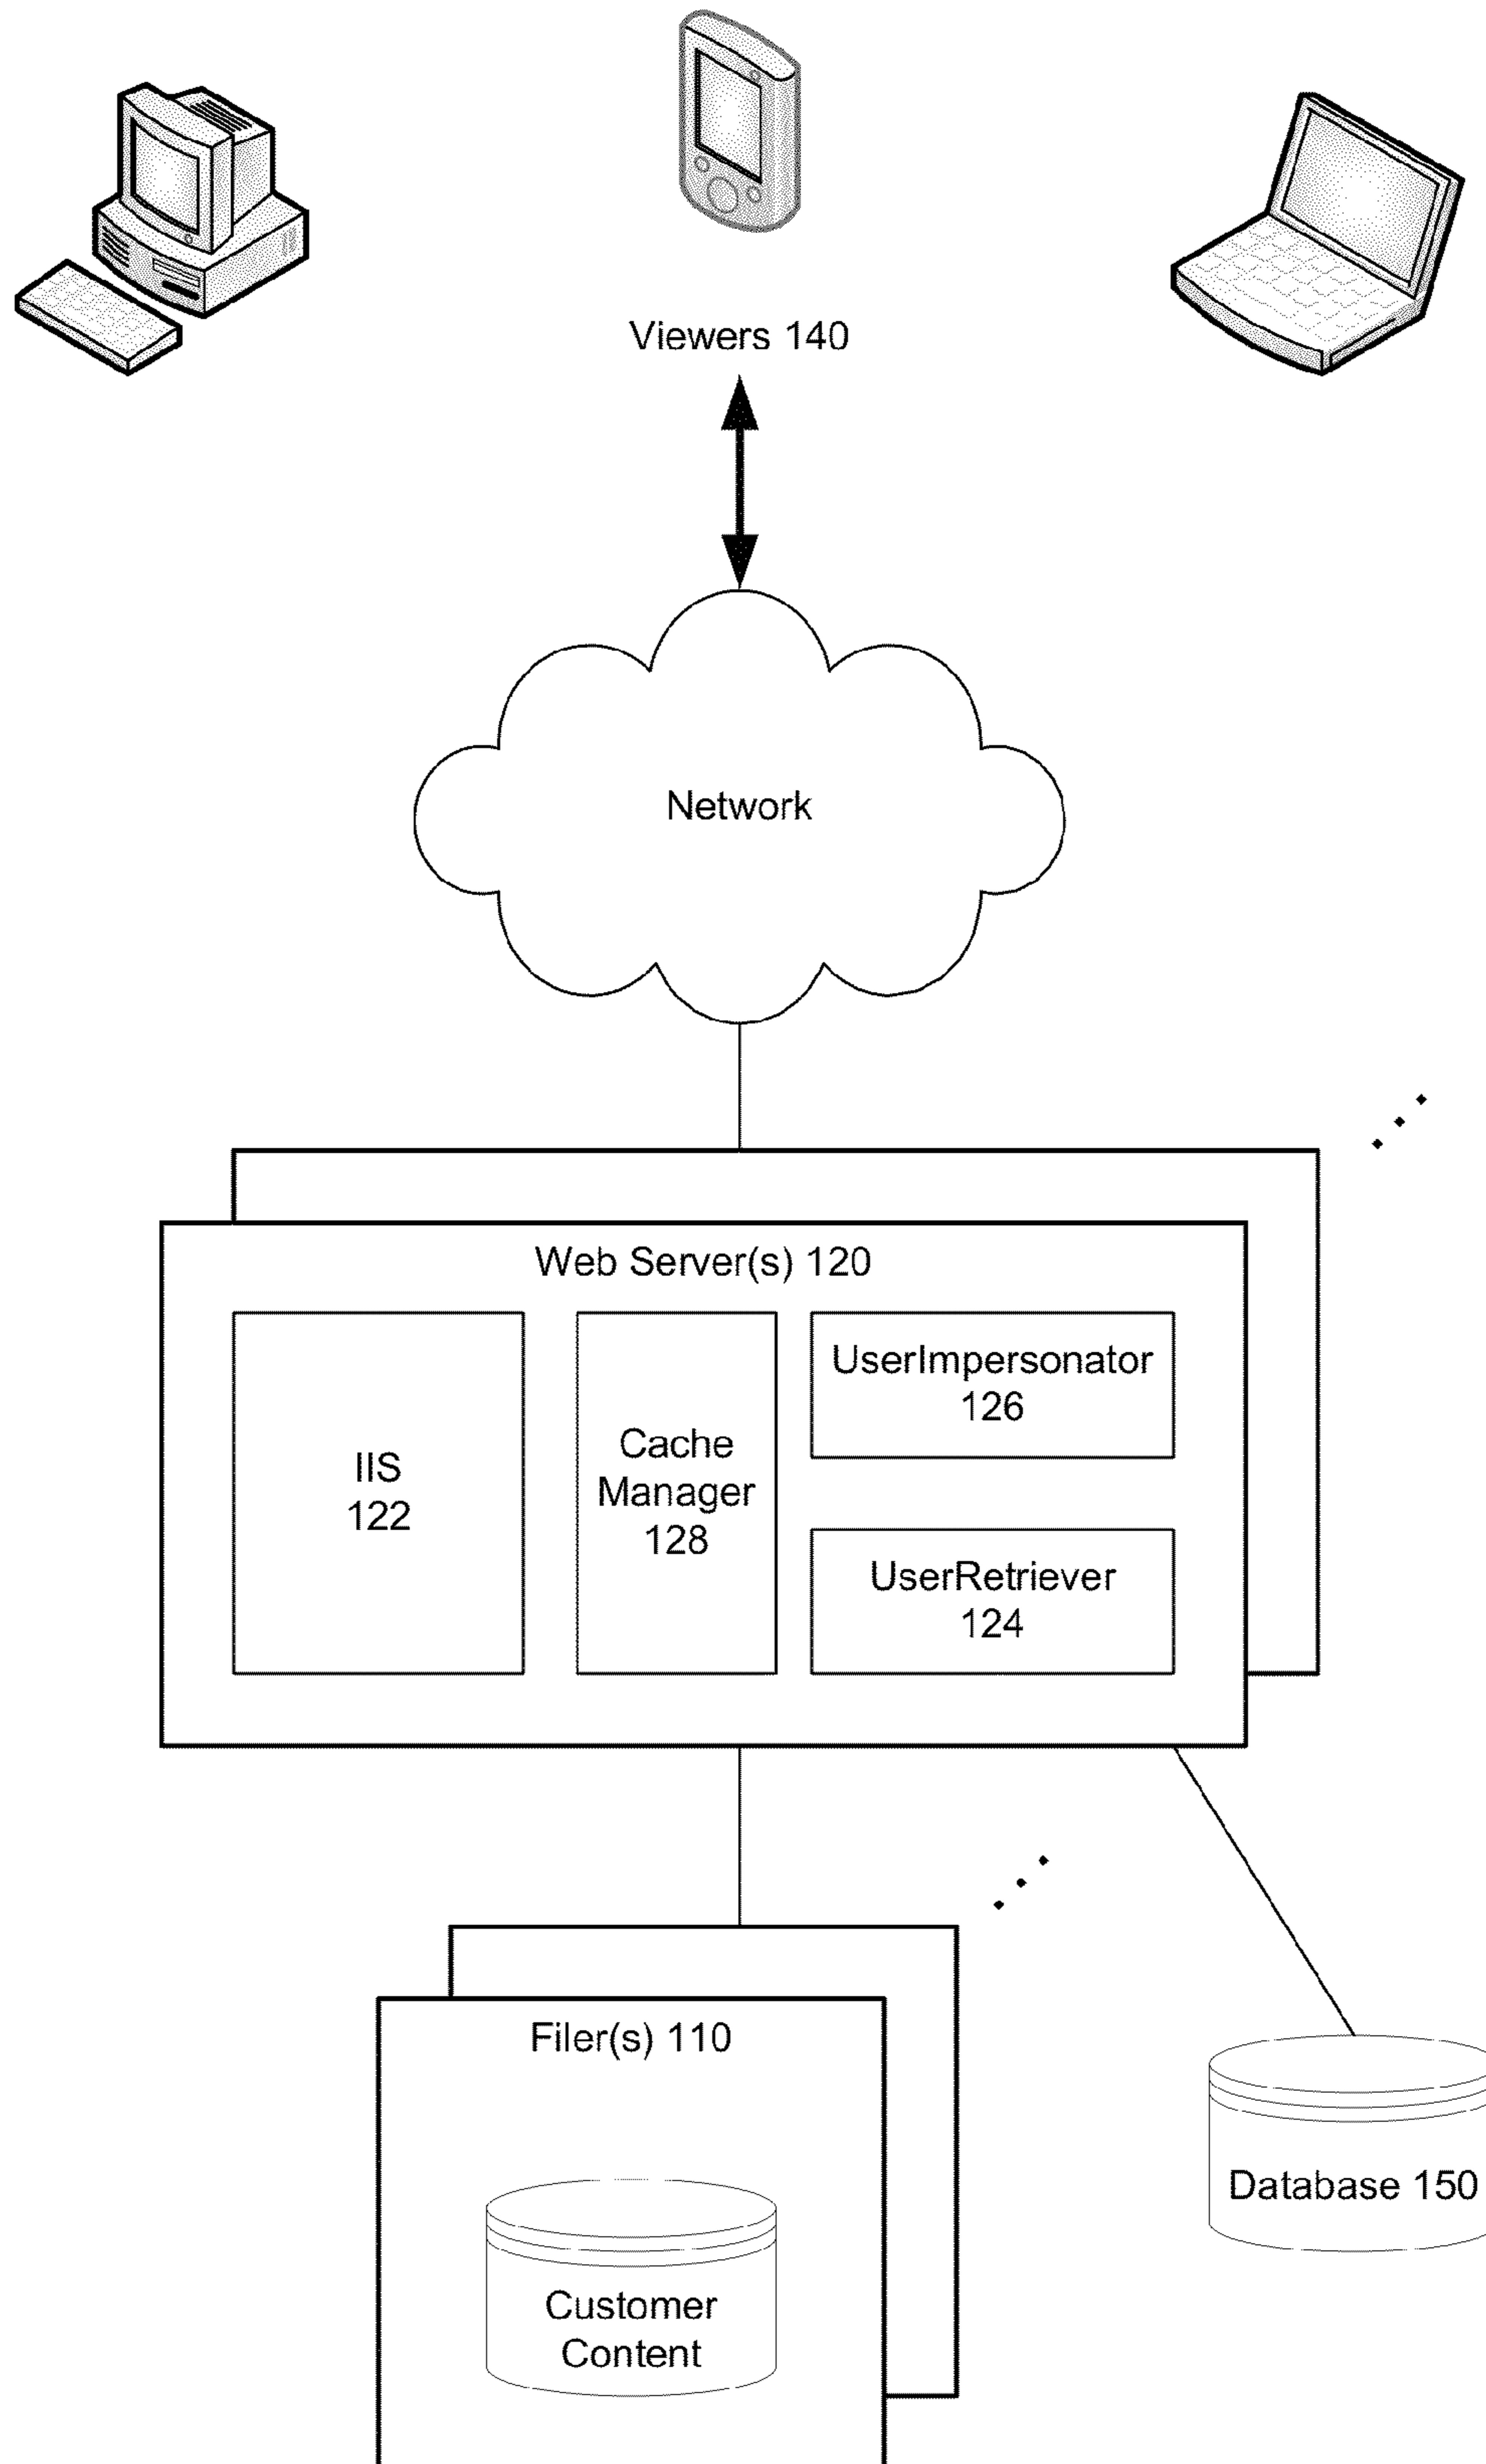 Viewers 140
Network
Web Server(s) 120
IIS
122
Cache
Manager
128
UserImpersonator
126
UserRetriever
124
Filer(s) 110
Customer
Content
Database 150